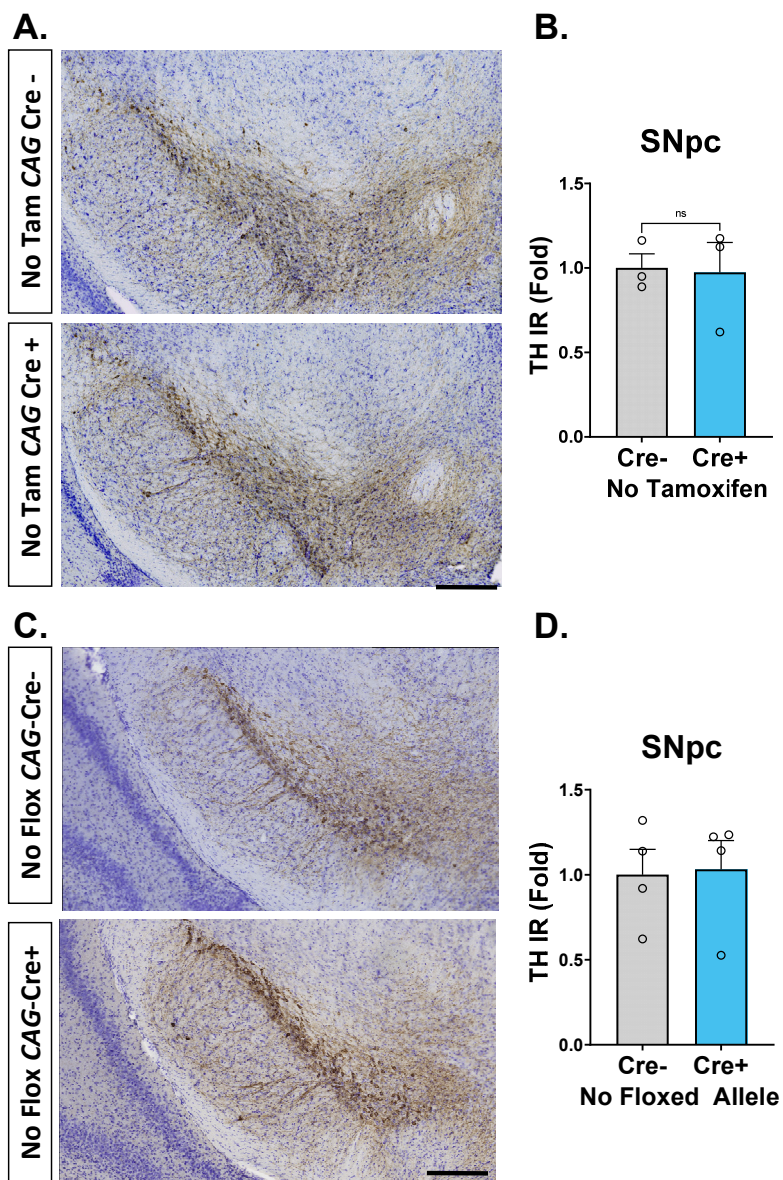 A.
No Tam CAG Cre -
No Tam CAG Cre +
B.
SNpc
TH IR (Fold)
1.5
1.0
0.5
0.0
ns
Cre- Cre+
No Tamoxifen
C.
No Flox CAG-Cre-
No Flox CAG-Cre+
D.
SNpc
TH IR (Fold)
1.5
1.0
0.5
0.0
Cre- Cre+
No Floxed Allele